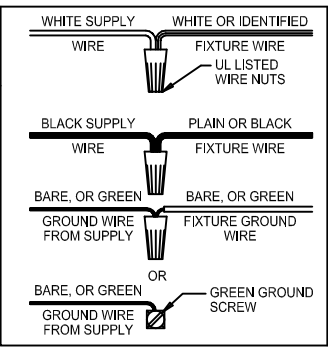 WHITE SUPPLY WIRE
WHITE OR IDENTIFIED FIXTURE WIRE
UL LISTED
WIRE NUTS
BLACK SUPPLY WIRE
PLAIN OR BLACK FIXTURE WIRE
BARE, OR GREEN
GROUND WIRE
FROM SUPPLY
BARE, OR GREEN
FIXTURE GROUND
WIRE
OR
BARE, OR GREEN
GROUND WIRE
FROM SUPPLY
GREEN GROUND
SCREW